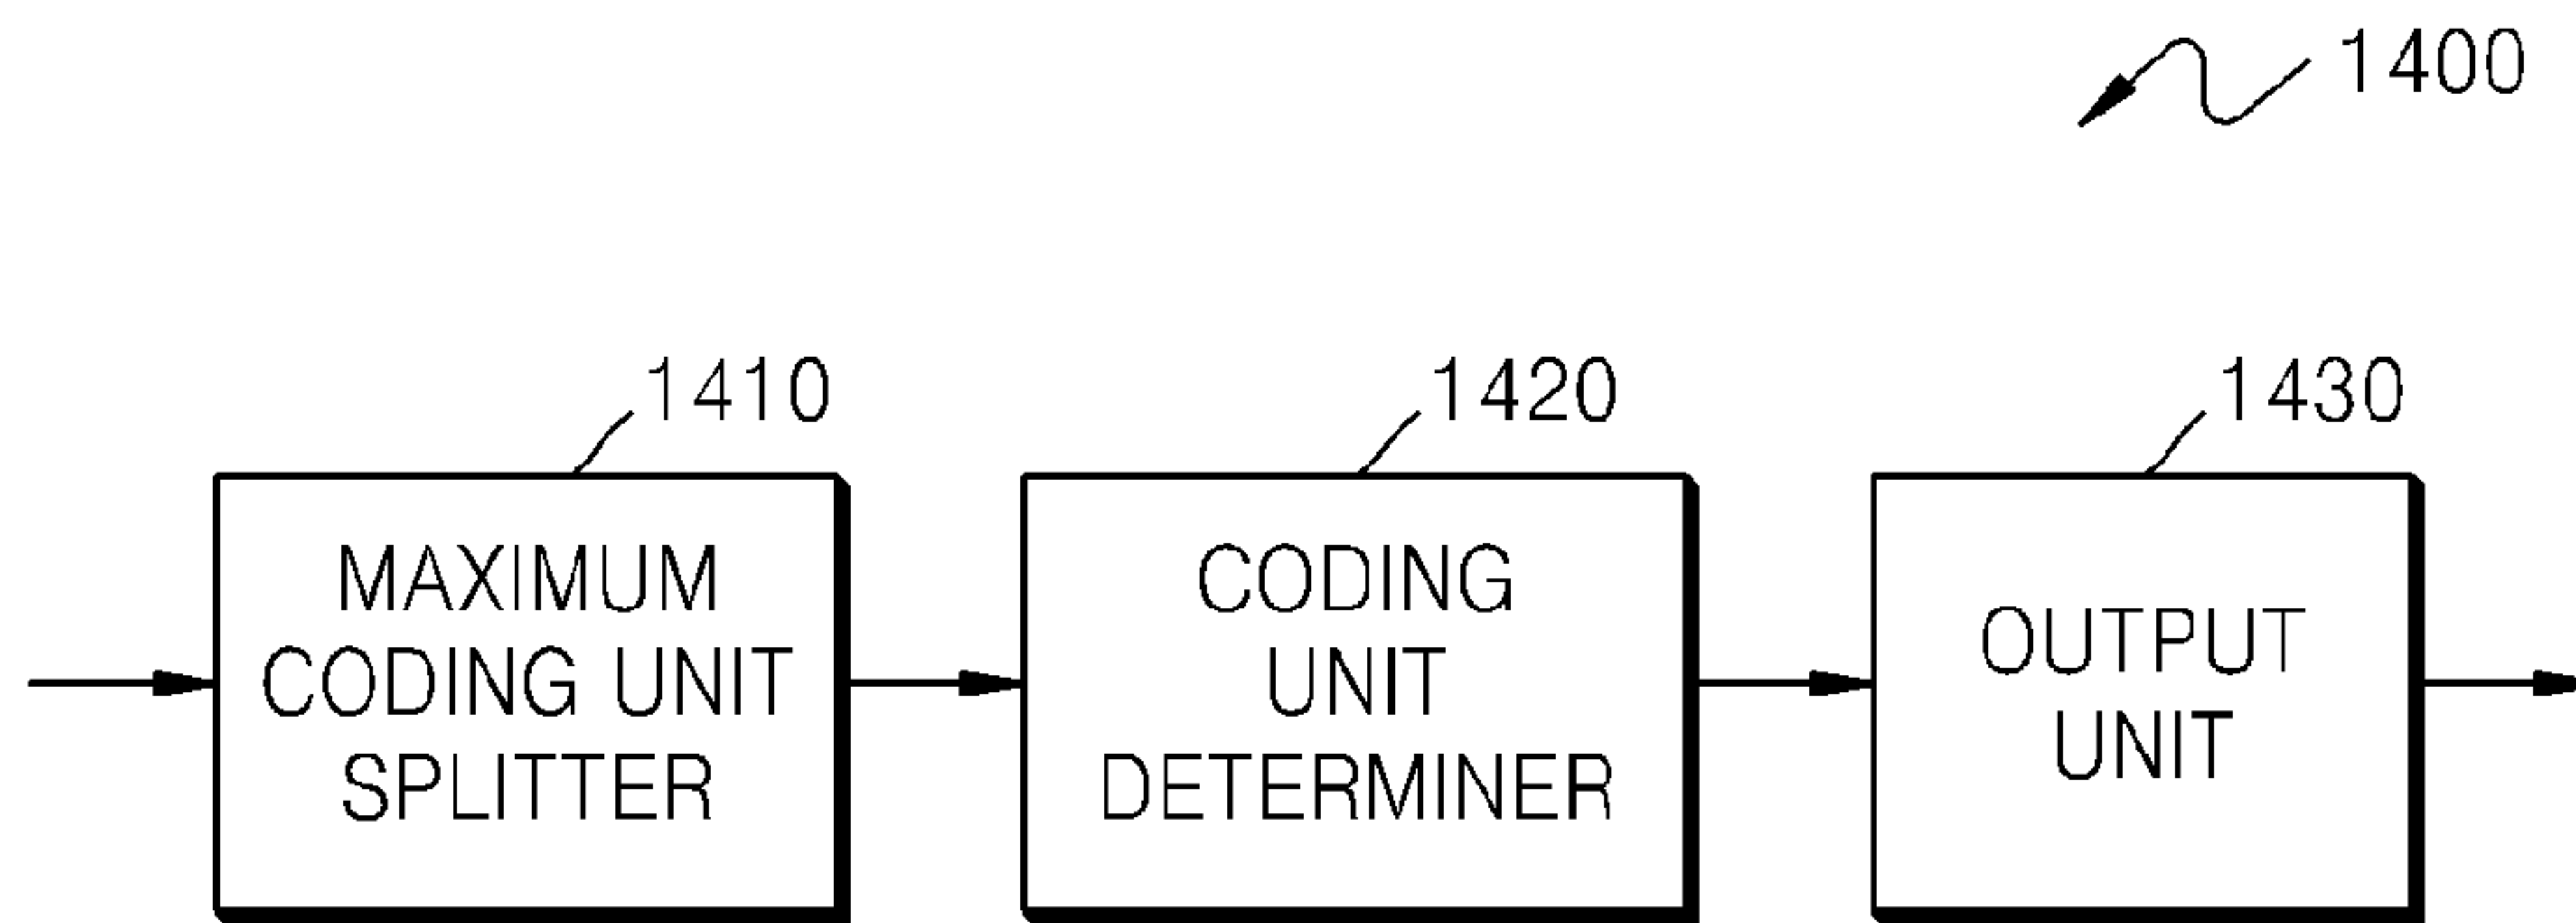 1400
1410
1420
1430
MAXIMUM
CODING UNIT
SPLITTER
CODING
UNIT
DETERMINER
OUTPUT
UNIT